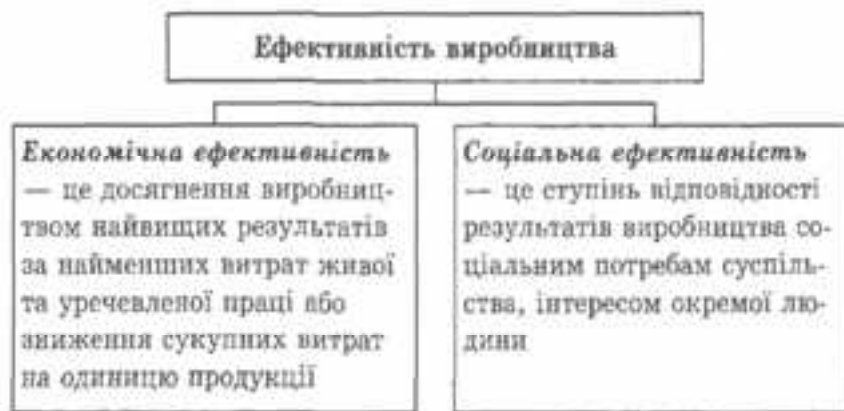 Ефективність виробництва
Економічна ефективність
— це досягнення виробниц-
твом найвищих результатів
за найменших витрат живої
та уречевленої праці або
зниження сукупних витрат
на одиницю продукції
Соціальна ефективність
— це ступінь відповідності
результатів виробництва со-
ціальним потребам суспіль-
ства, інтересом окремої лю-
дини